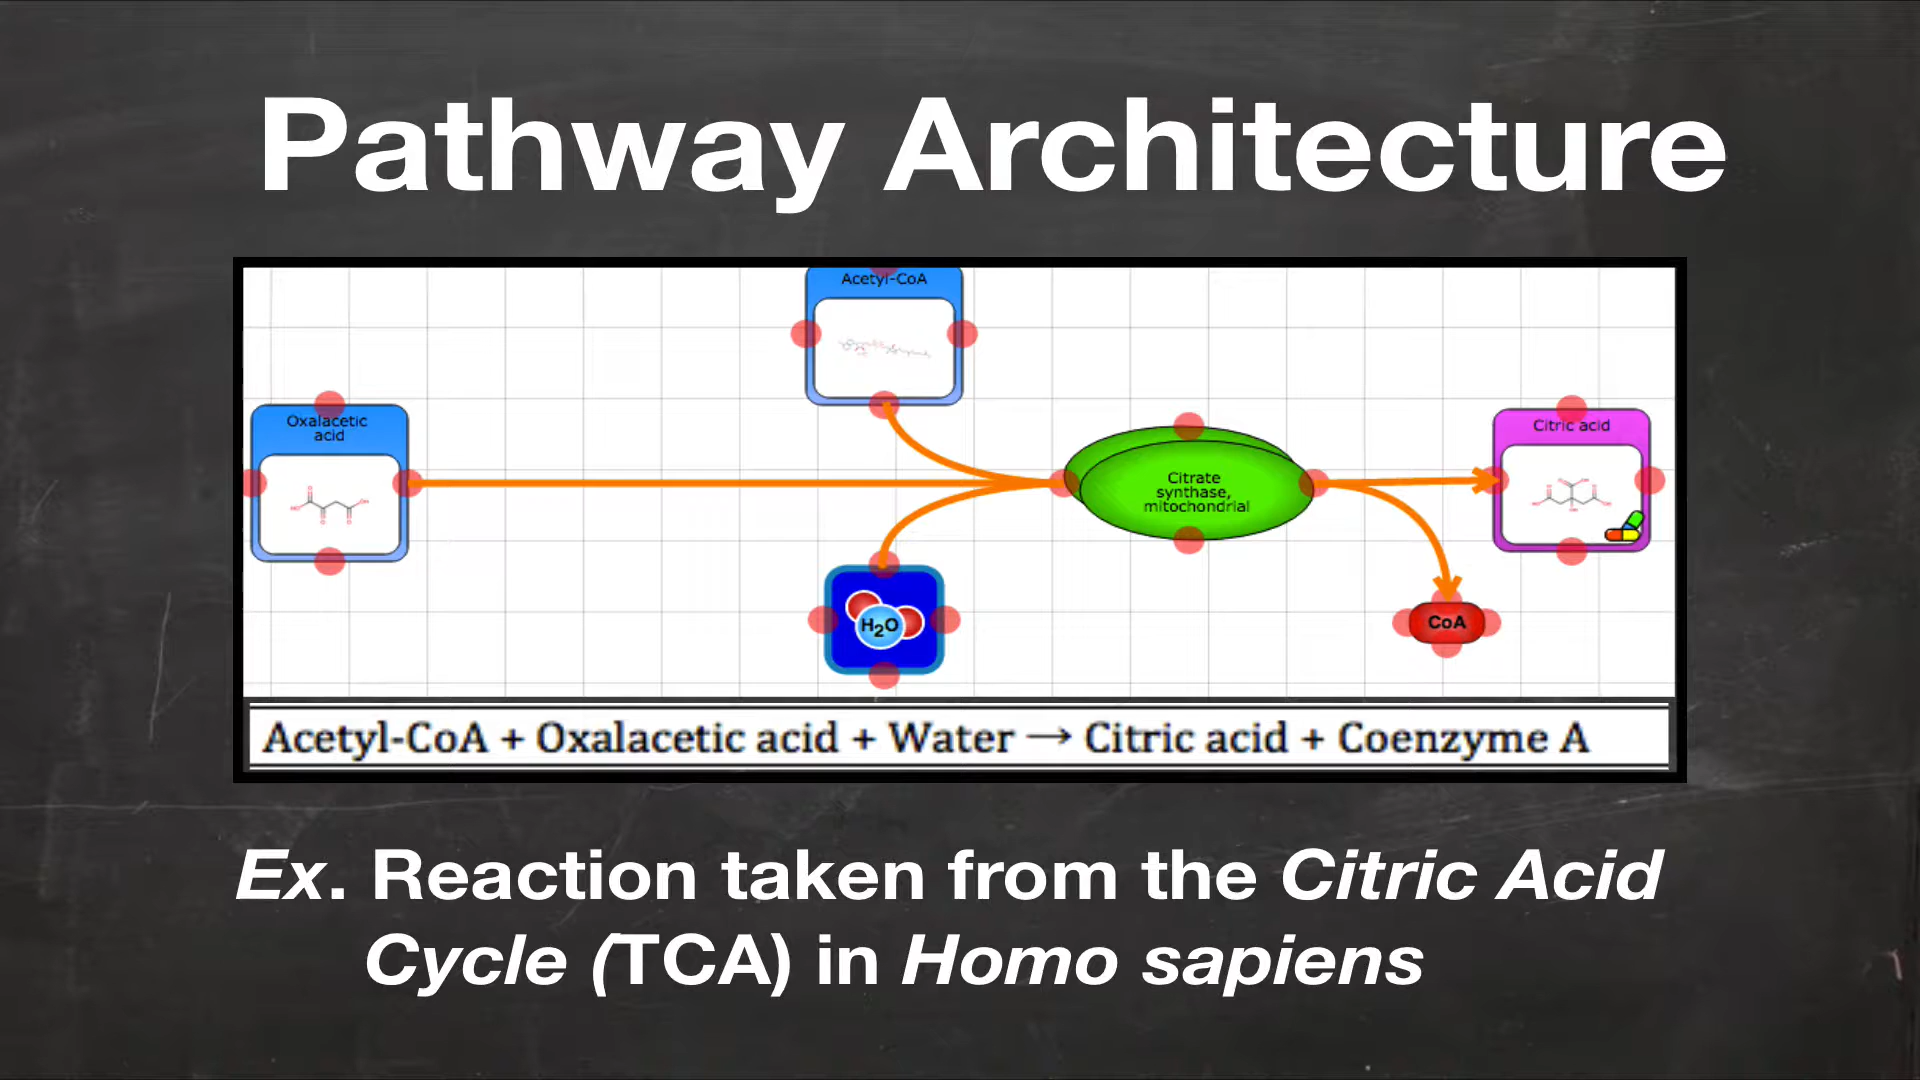 Pathway Architecture
Acetyl-CoA
Oxalacetic
acid
Citrate
synthase,
mitochondrial
Citric acid
H₂O
CoA
Acetyl-CoA + Oxalacetic acid + Water → Citric acid + Coenzyme A
Ex. Reaction taken from the Citric Acid
Cycle (TCA) in Homo sapiens